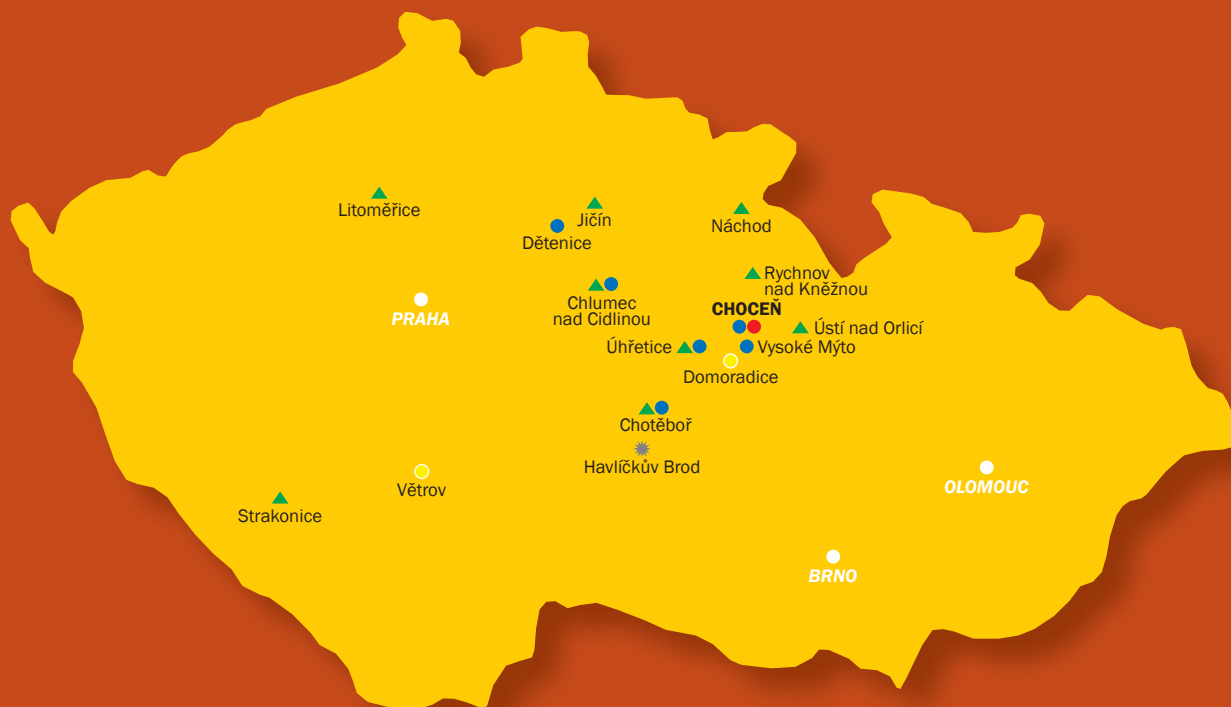 Litoměřice
Jičín
Náchod
Dětenice
Rychnov
nad Kněžnou
Chlumec
nad Cidlinou
CHOCEŇ
PRAHA
Ústí nad Orlicí
Úhřetice
Vysoké Mýto
Domoradice
Chotěboř
Havlíčkův Brod
Větrov
OLOMOUC
Strakonice
BRNO